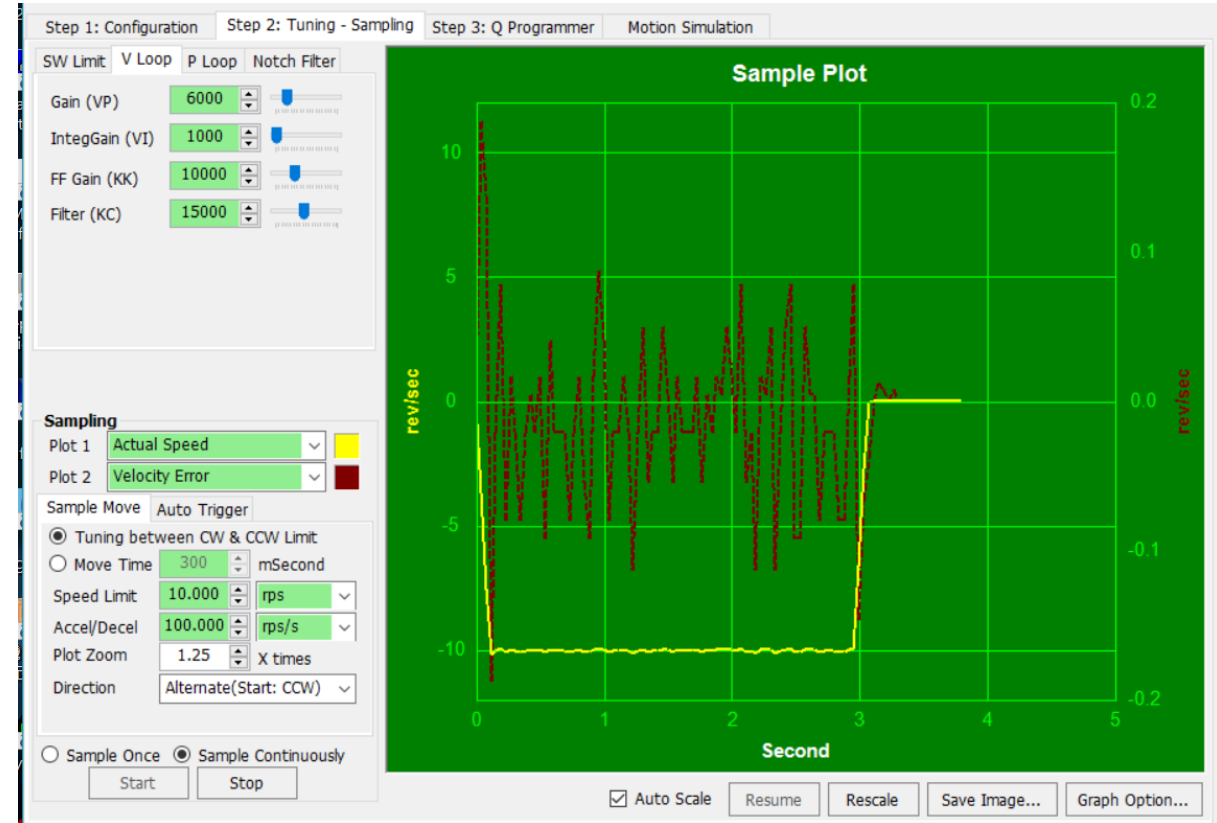 Step 1: Configuration Step 2: Tuning - Sampling Step 3: Q Programmer Motion Simulation
SW Limit V Loop P Loop Notch Filter
Gain (VP) 6000
IntegGain (VI) 1000
FF Gain (KK) 10000
Filter (KC) 15000
Sampling
Plot 1 Actual Speed
Plot 2 Velocity Error
Sample Move Auto Trigger
Tuning between CW & CCW Limit
Move Time 300 mSecond
Speed Limit 10.000 rps
Accel/Decel 100.000 rps/s
Plot Zoom 1.25 X times
Direction Alternate(Start: CCW)
Sample Once Sample Continuously
Start Stop
Sample Plot
0.2
10
0.1
5
rev/sec
0
0.0
rev/sec
-5
-0.1
-10
-0.2
0 1 2 3 4 5
Second
Auto Scale Resume Rescale Save Image... Graph Option...